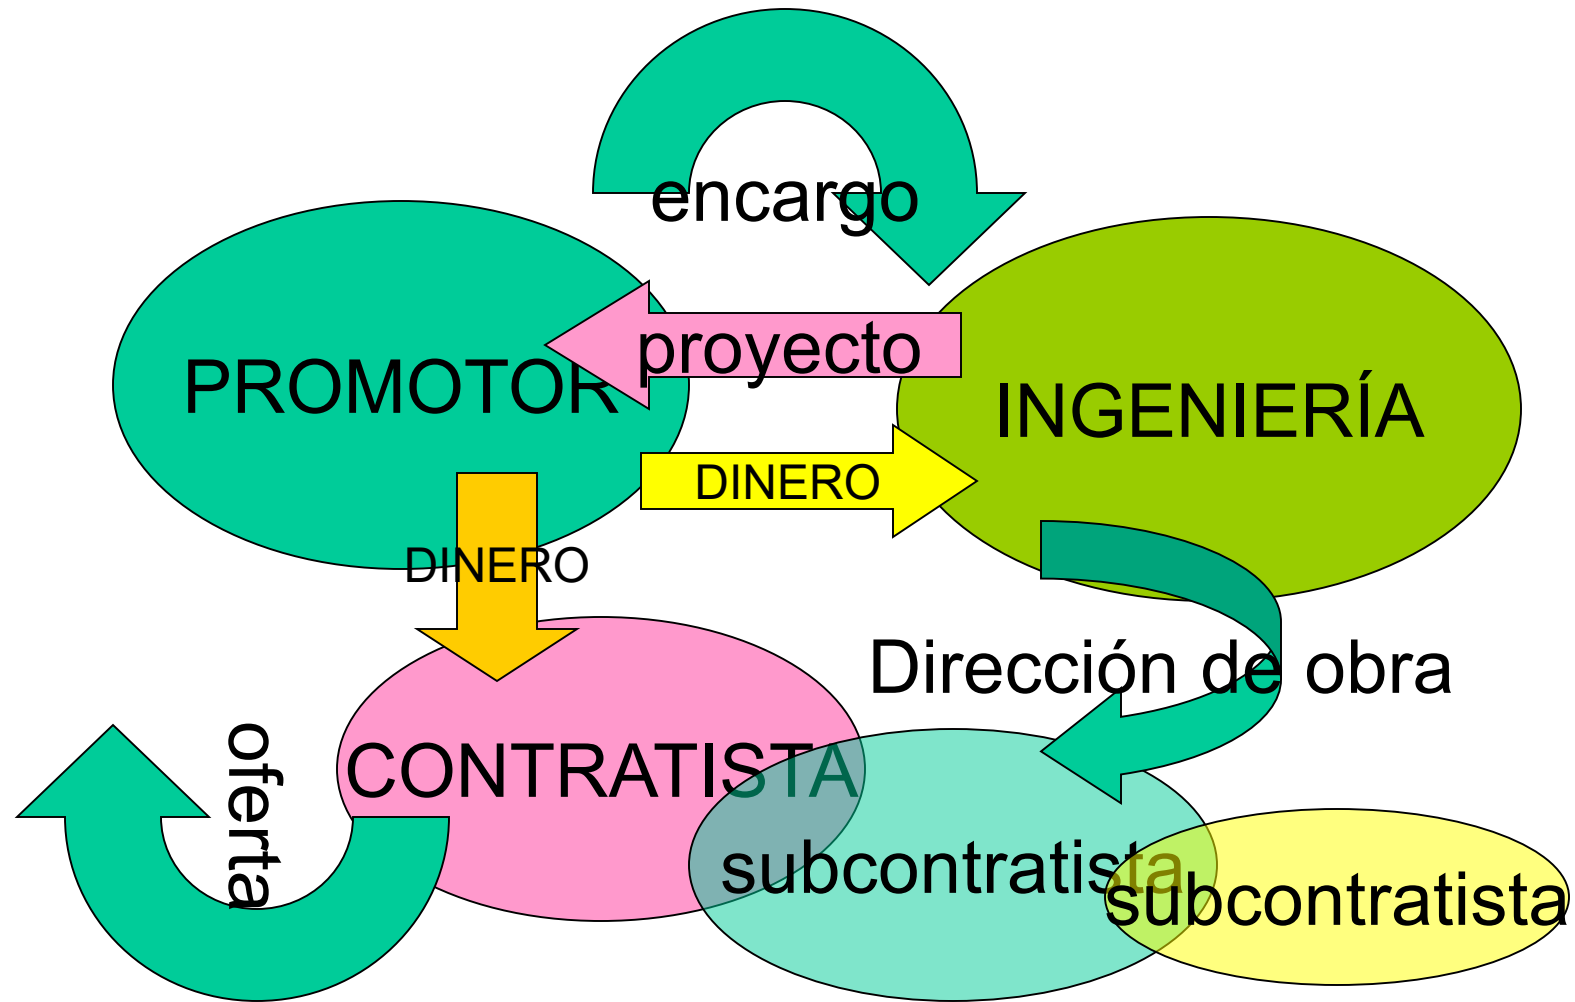 encargo
proyecto
PROMOTOR
INGENIERÍA
DINERO
DINERO
Dirección de obra
oferta
CONTRATISTA
subcontratista
subcontratista